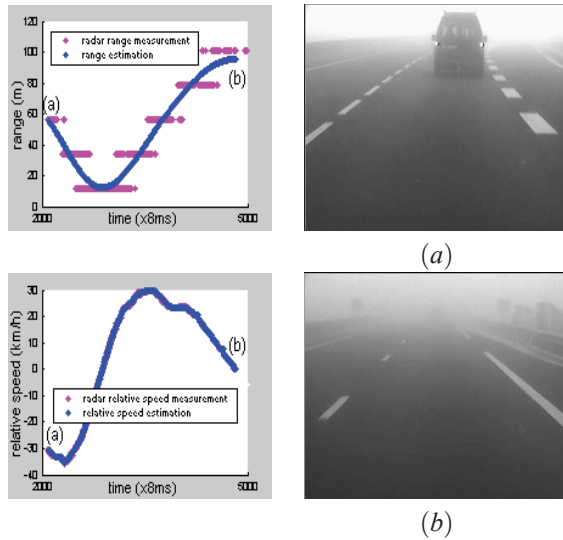 120
100
80
60
40
20
0
range (m)
radar range measurement
range estimation
(a)
(b)
2000
5000
time (x8ms)
(a)
30
20
10
0
-10
-20
-30
-40
relative speed (km/h)
(b)
radar relative speed measurement
relative speed estimation
(a)
2000
5000
time (x8ms)
(b)